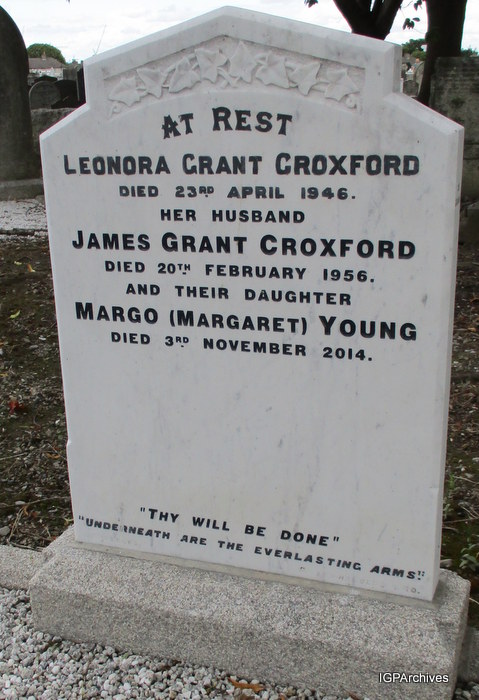 AT REST
LEONORA GRANT CROXFORD
DIED 23RD APRIL 1946.
HER HUSBAND
JAMES GRANT CROXFORD
DIED 20TH FEBRUARY 1956.
AND THEIR DAUGHTER
MARGO (MARGARET) YOUNG
DIED 3RD NOVEMBER 2014.
"THY WILL BE DONE"
"UNDERNEATH ARE THE EVERLASTING ARMS."
IGPArchives